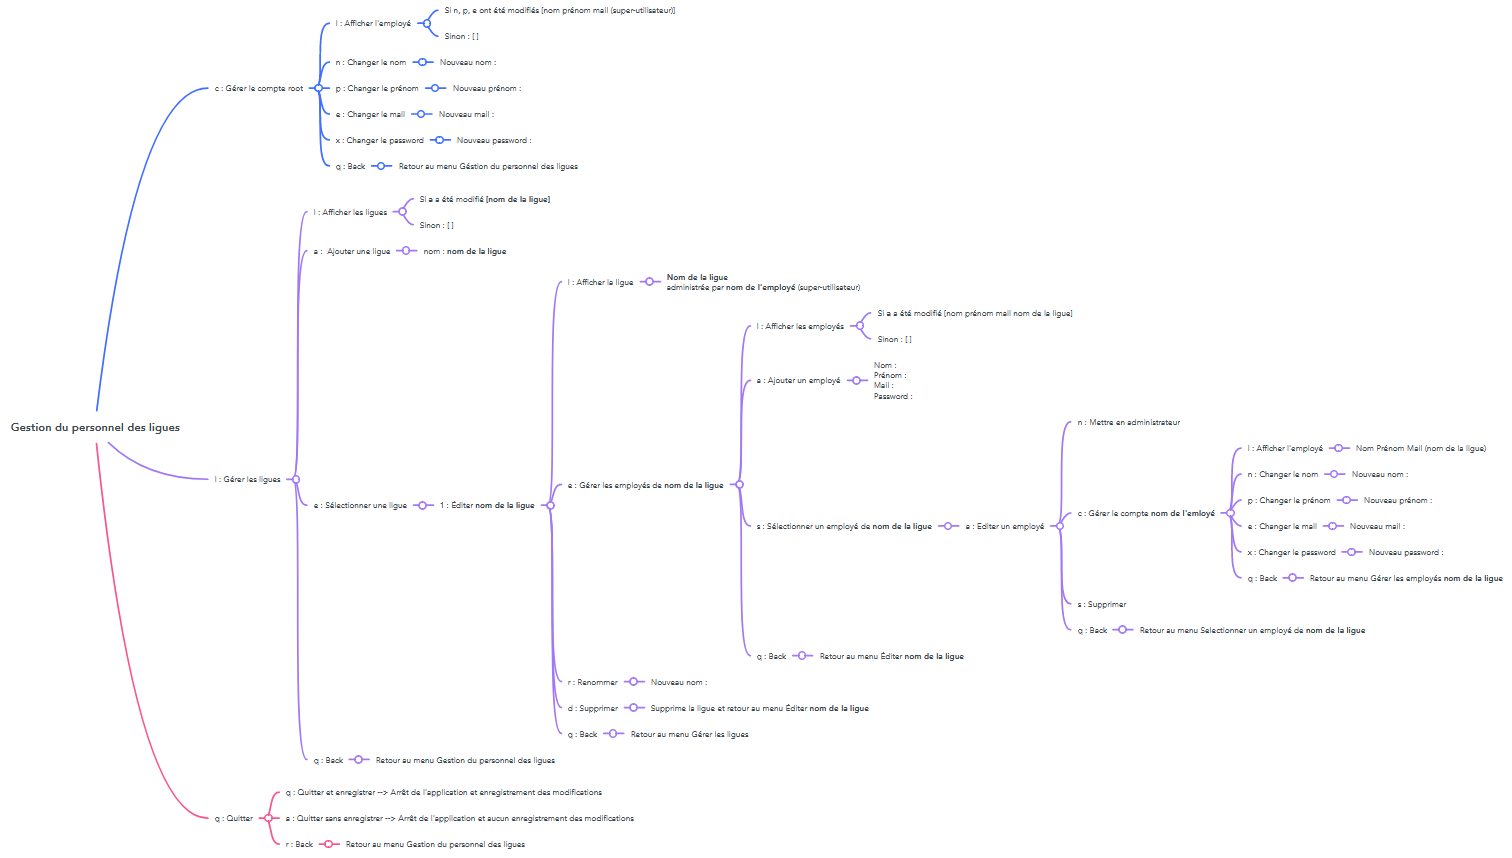 Gestion du personnel des ligues
c : Gérer le compte root
l : Afficher l'employé
Si n, p, e ont été modifiés [nom prénom mail (super-utilisateur)]
Sinon : [ ]
n : Changer le nom
Nouveau nom :
p : Changer le prénom
Nouveau prénom :
e : Changer le mail
Nouveau mail :
x : Changer le password
Nouveau password :
q : Back
Retour au menu Géstion du personnel des ligues
l : Gérer les ligues
l : Afficher les ligues
Si a a été modifié [nom de la ligue]
Sinon : [ ]
a : Ajouter une ligue
nom : nom de la ligue
e : Sélectionner une ligue
1 : Éditer nom de la ligue
l : Afficher la ligue
Nom de la ligue
administrée par nom de l'employé (super-utilisateur)
e : Gérer les employés de nom de la ligue
l : Afficher les employés
Si a a été modifié [nom prénom mail nom de la ligue]
Sinon : [ ]
a : Ajouter un employé
Nom :
Prénom :
Mail :
Password :
s : Sélectionner un employé de nom de la ligue
a : Editer un employé
n : Mettre en administrateur
c : Gérer le compte nom de l'emloyé
l : Afficher l'employé
Nom Prénom Mail (nom de la ligue)
n : Changer le nom
Nouveau nom :
p : Changer le prénom
Nouveau prénom :
e : Changer le mail
Nouveau mail :
x : Changer le password
Nouveau password :
q : Back
Retour au menu Gérer les employés nom de la ligue
s : Supprimer
q : Back
Retour au menu Selectionner un employé de nom de la ligue
q : Back
Retour au menu Éditer nom de la ligue
r : Renommer
Nouveau nom :
d : Supprimer
Supprime la ligue et retour au menu Éditer nom de la ligue
q : Back
Retour au menu Gérer les ligues
q : Back
Retour au menu Gestion du personnel des ligues
q : Quitter
q : Quitter et enregistrer --> Arrêt de l'application et enregistrement des modifications
a : Quitter sans enregistrer --> Arrêt de l'application et aucun enregistrement des modifications
r : Back
Retour au menu Gestion du personnel des ligues